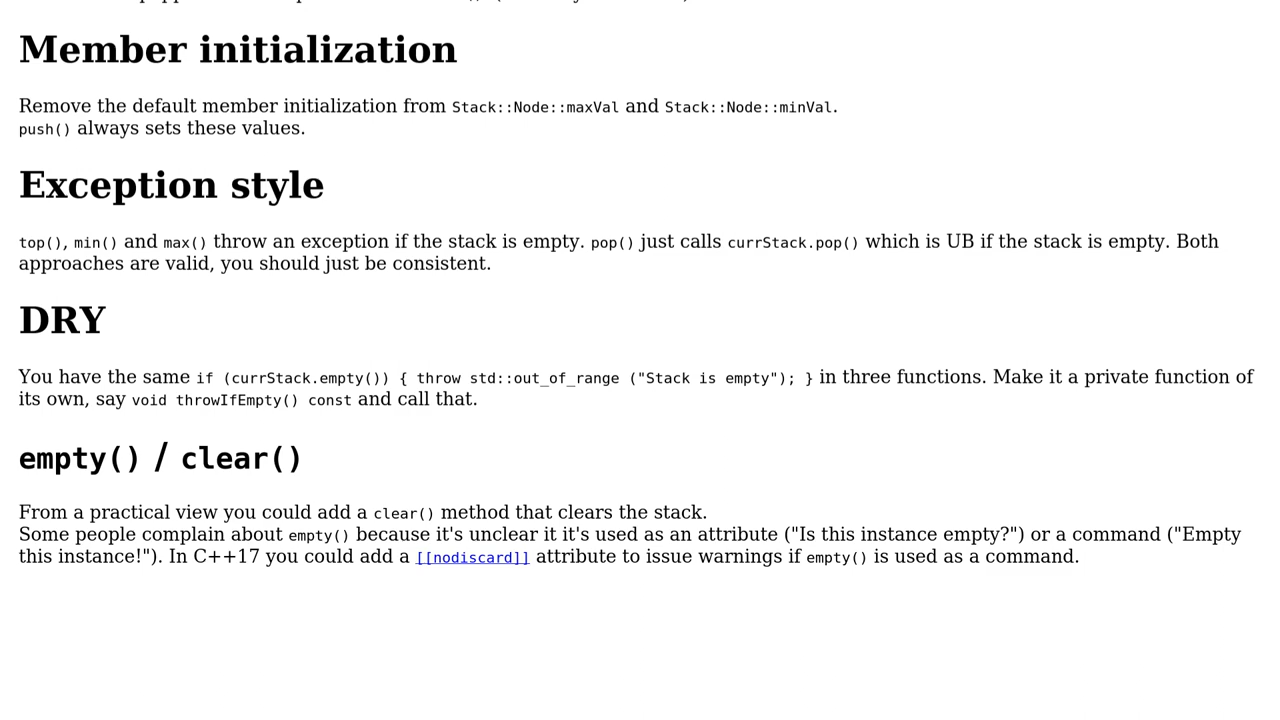 Member initialization
Remove the default member initialization from Stack::Node::maxVal and Stack::Node::minVal.
push() always sets these values.
Exception style
top(), min() and max() throw an exception if the stack is empty. pop() just calls currStack.pop() which is UB if the stack is empty. Both
approaches are valid, you should just be consistent.
DRY
You have the same if (currStack.empty()) { throw std::out_of_range ("Stack is empty"); } in three functions. Make it a private function of
its own, say void throwIfEmpty() const and call that.
empty() / clear()
From a practical view you could add a clear() method that clears the stack.
Some people complain about empty() because it's unclear it it's used as an attribute ("Is this instance empty?") or a command ("Empty
this instance!"). In C++17 you could add a [[nodiscard]] attribute to issue warnings if empty() is used as a command.